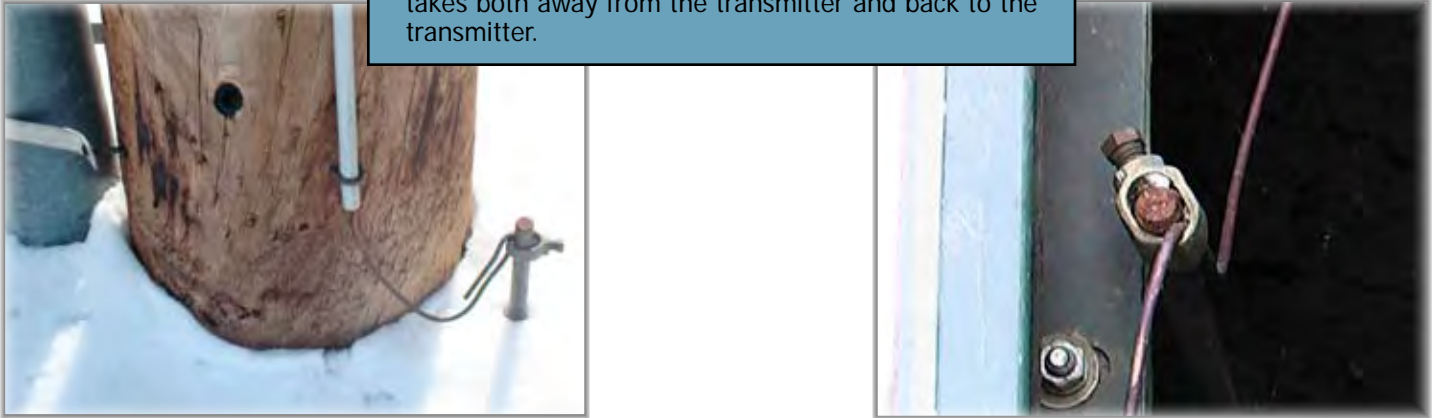 takes both away from the transmitter and back to the
transmitter.